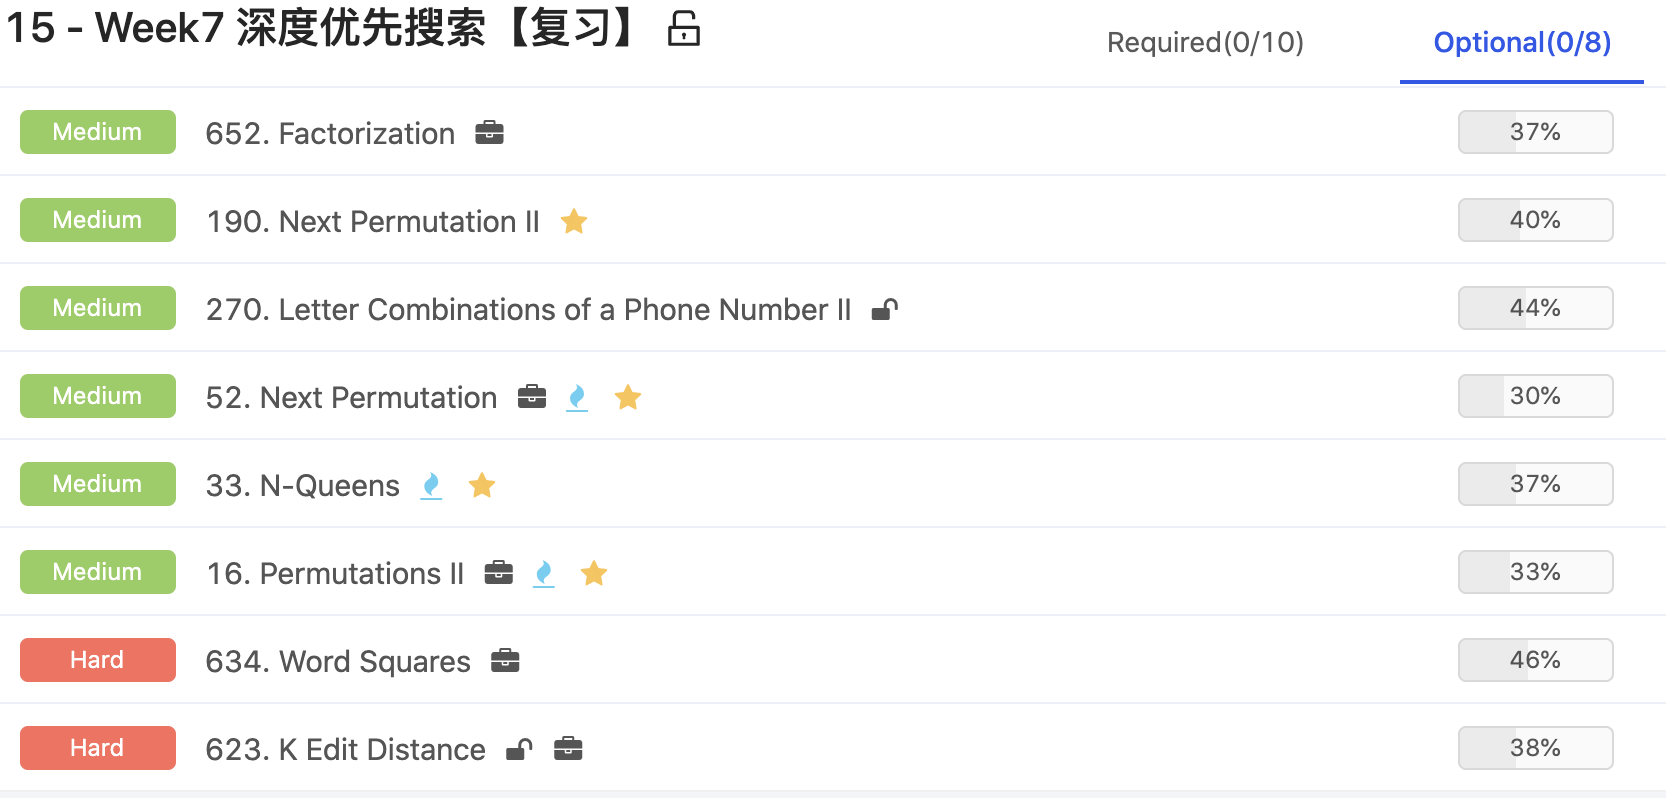 15 - Week7 深度优先搜索【复习】
Required(0/10) Optional(0/8)
Medium 652. Factorization 37%
Medium 190. Next Permutation II 40%
Medium 270. Letter Combinations of a Phone Number II 44%
Medium 52. Next Permutation 30%
Medium 33. N-Queens 37%
Medium 16. Permutations II 33%
Hard 634. Word Squares 46%
Hard 623. K Edit Distance 38%